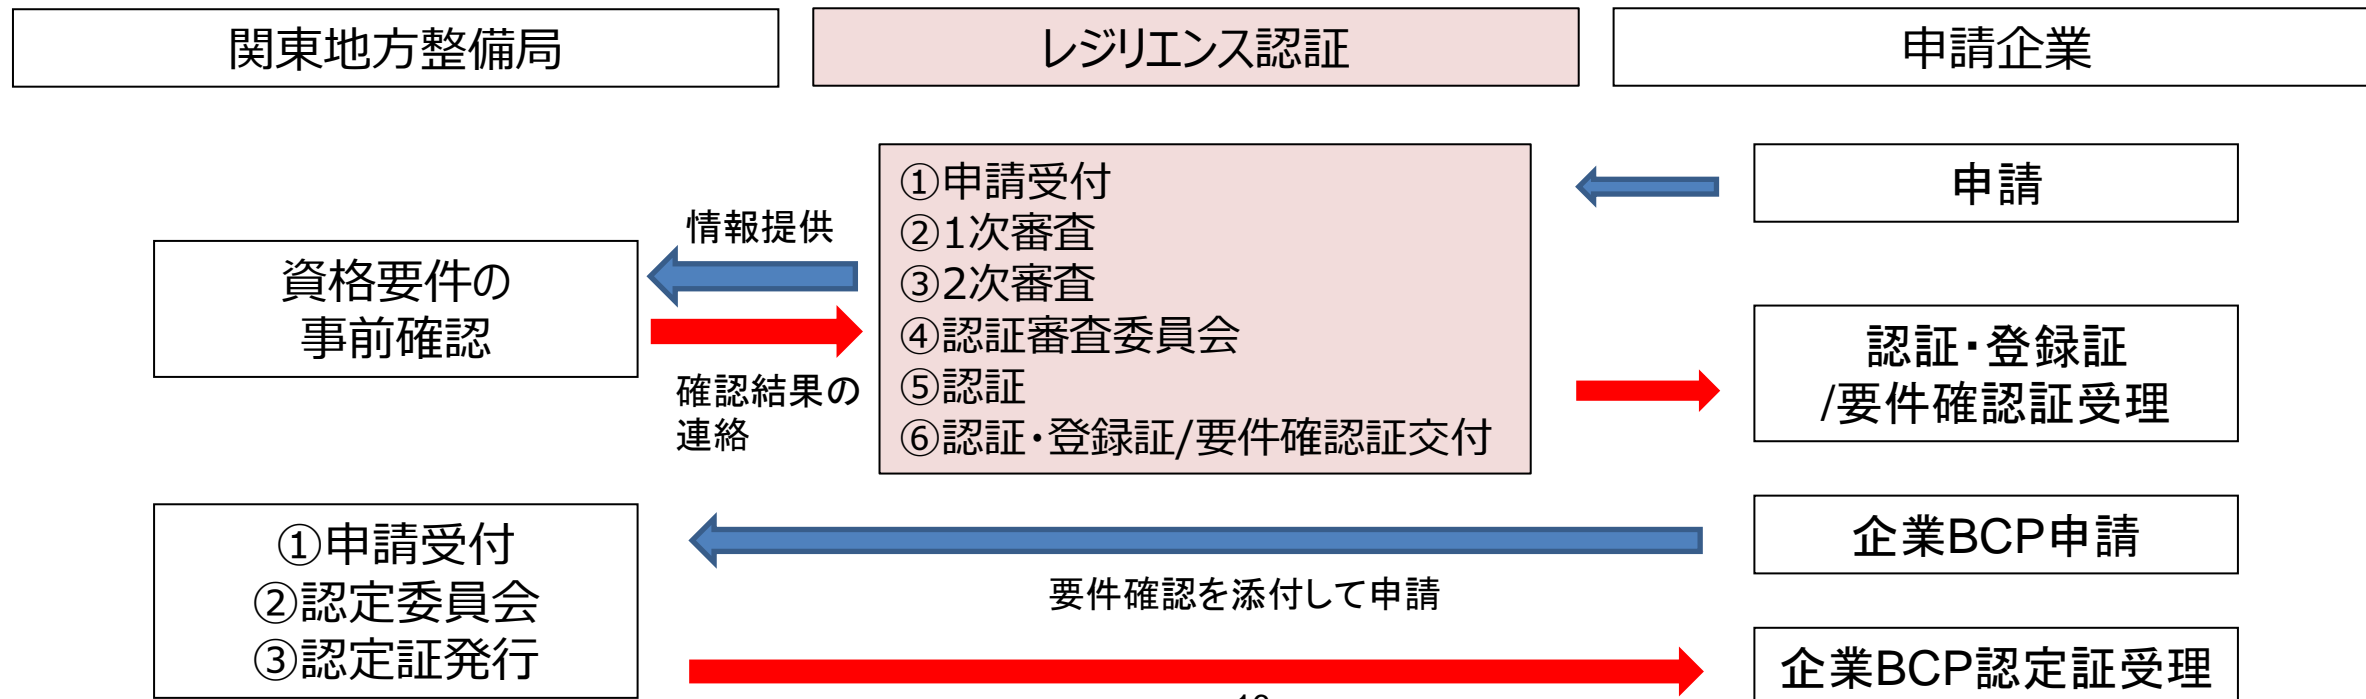 関東地方整備局
レジリエンス認証
申請企業
①申請受付
②1次審査
③2次審査
④認証審査委員会
⑤認証
⑥認証・登録証/要件確認証交付
申請
情報提供
資格要件の
事前確認
確認結果の
連絡
認証・登録証
/要件確認証受理
①申請受付
②認定委員会
③認定証発行
企業BCP申請
要件確認を添付して申請
企業BCP認定証受理